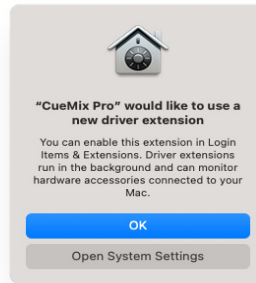 “CueMix Pro” would like to use a
new driver extension
You can enable this extension in Login
Items & Extensions. Driver extensions
run in the background and can monitor
hardware accessories connected to your
Mac.
OK
Open System Settings